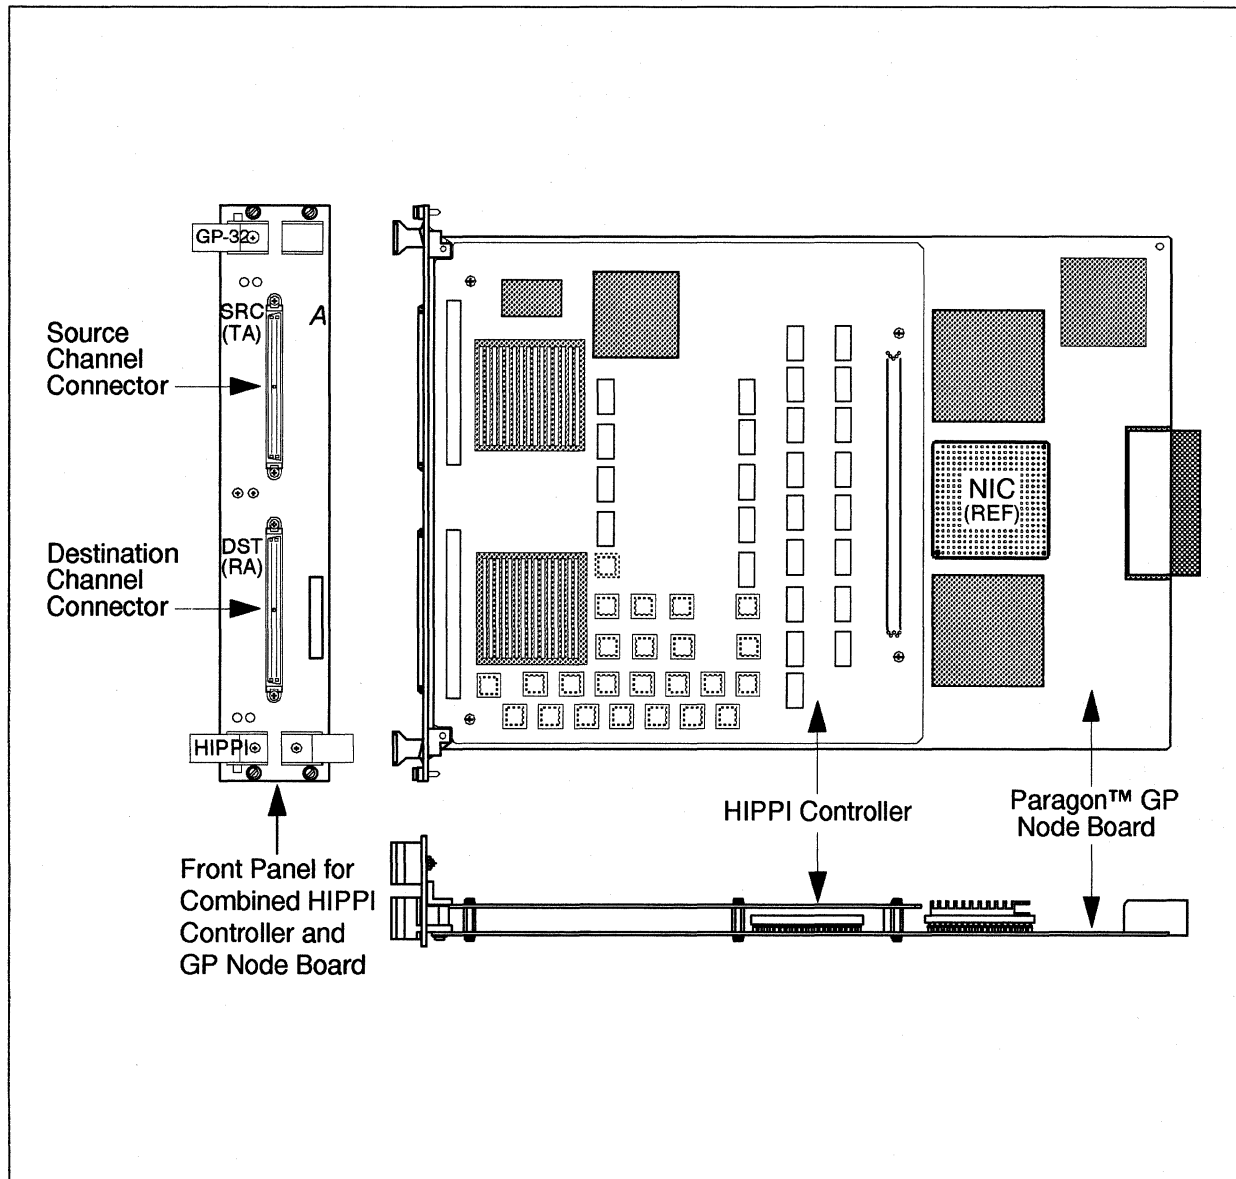 GP-32
SRC
(TA)
A
Source
Channel
Connector
DST
(RA)
Destination
Channel
Connector
HIPPI
NIC
(REF)
HIPPI Controller
Paragon™ GP
Node Board
Front Panel for
Combined HIPPI
Controller and
GP Node Board